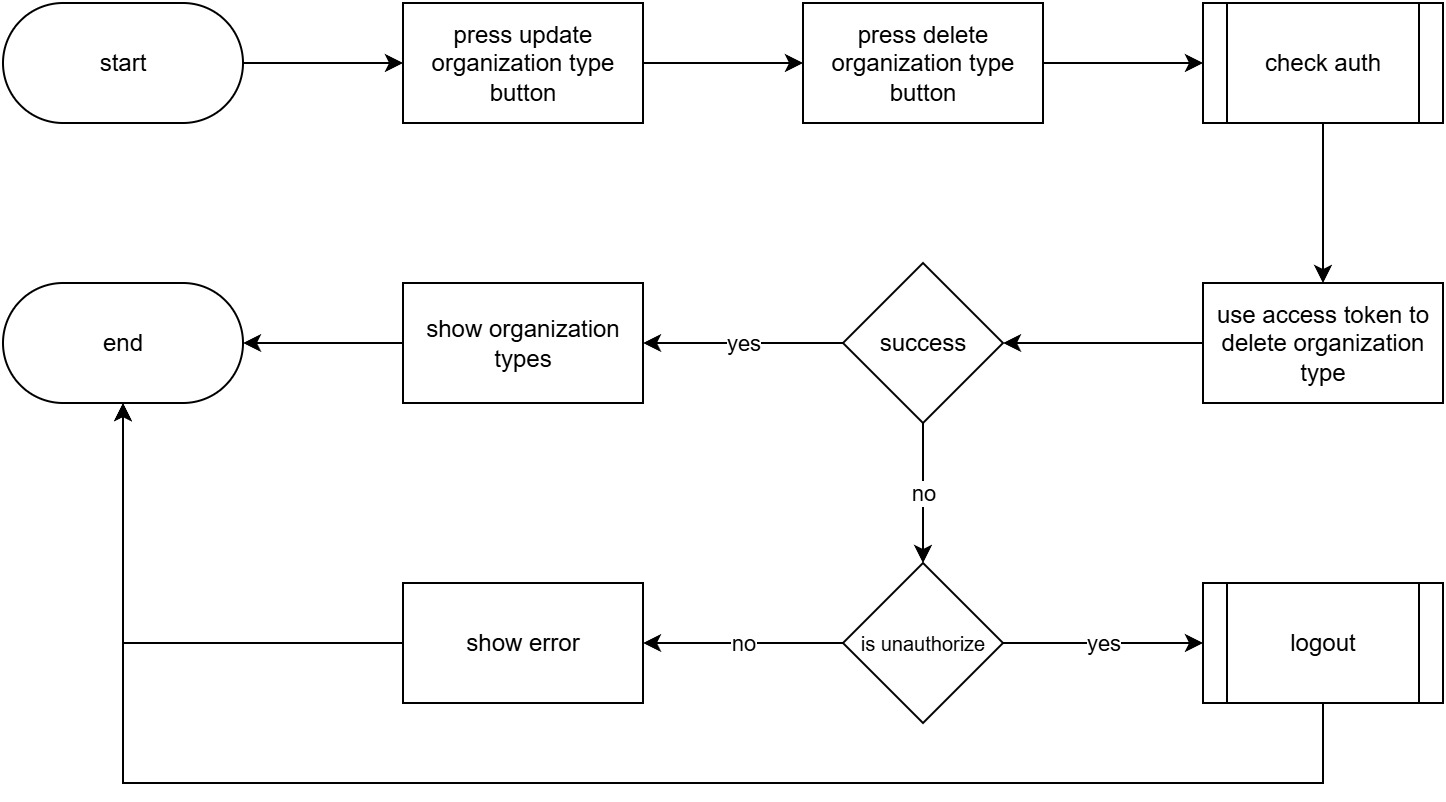 start
press update
organization type
button
press delete
organization type
button
check auth
end
show organization
types
yes
success
use access token to
delete organization
type
no
show error
no
is unauthorize
yes
logout